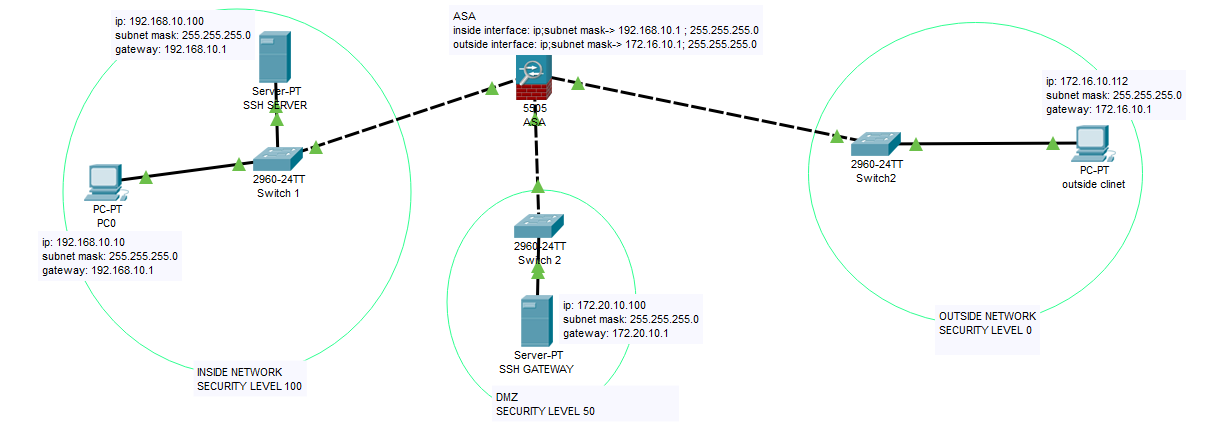 ip: 192.168.10.100
subnet mask: 255.255.255.0
gateway: 192.168.10.1
Server-PT
SSH SERVER
2960-24TT
Switch 1
PC-PT
PC0
ip: 192.168.10.10
subnet mask: 255.255.255.0
gateway: 192.168.10.1
INSIDE NETWORK
SECURITY LEVEL 100
ASA
inside interface: ip;subnet mask-> 192.168.10.1 ; 255.255.255.0
outside interface: ip;subnet mask-> 172.16.10.1; 255.255.255.0
5505
ASA
2960-24TT
Switch 2
ip: 172.20.10.100
subnet mask: 255.255.255.0
gateway: 172.20.10.1
Server-PT
SSH GATEWAY
DMZ
SECURITY LEVEL 50
ip: 172.16.10.112
subnet mask: 255.255.255.0
gateway: 172.16.10.1
2960-24TT
Switch2
PC-PT
outside clinet
OUTSIDE NETWORK
SECURITY LEVEL 0